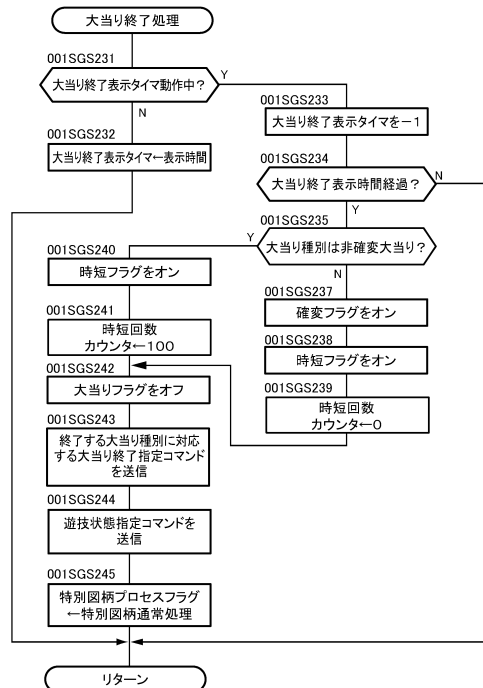 大当り終了処理
001SGS231
大当り終了表示タイマ動作中？
Y
N
001SGS232
大当り終了表示タイマ←表示時間
001SGS233
大当り終了表示タイマを－1
001SGS234
大当り終了表示時間経過？
N
Y
001SGS235
大当り種別は非確変大当り？
Y
N
001SGS237
確変フラグをオン
001SGS238
時短フラグをオン
001SGS239
時短回数
カウンタ←0
001SGS240
時短フラグをオン
001SGS241
時短回数
カウンタ←100
001SGS242
大当りフラグをオフ
001SGS243
終了する大当り種別に対応
する大当り終了指定コマンド
を送信
001SGS244
遊技状態指定コマンドを
送信
001SGS245
特別図柄プロセスフラグ
←特別図柄通常処理
リターン